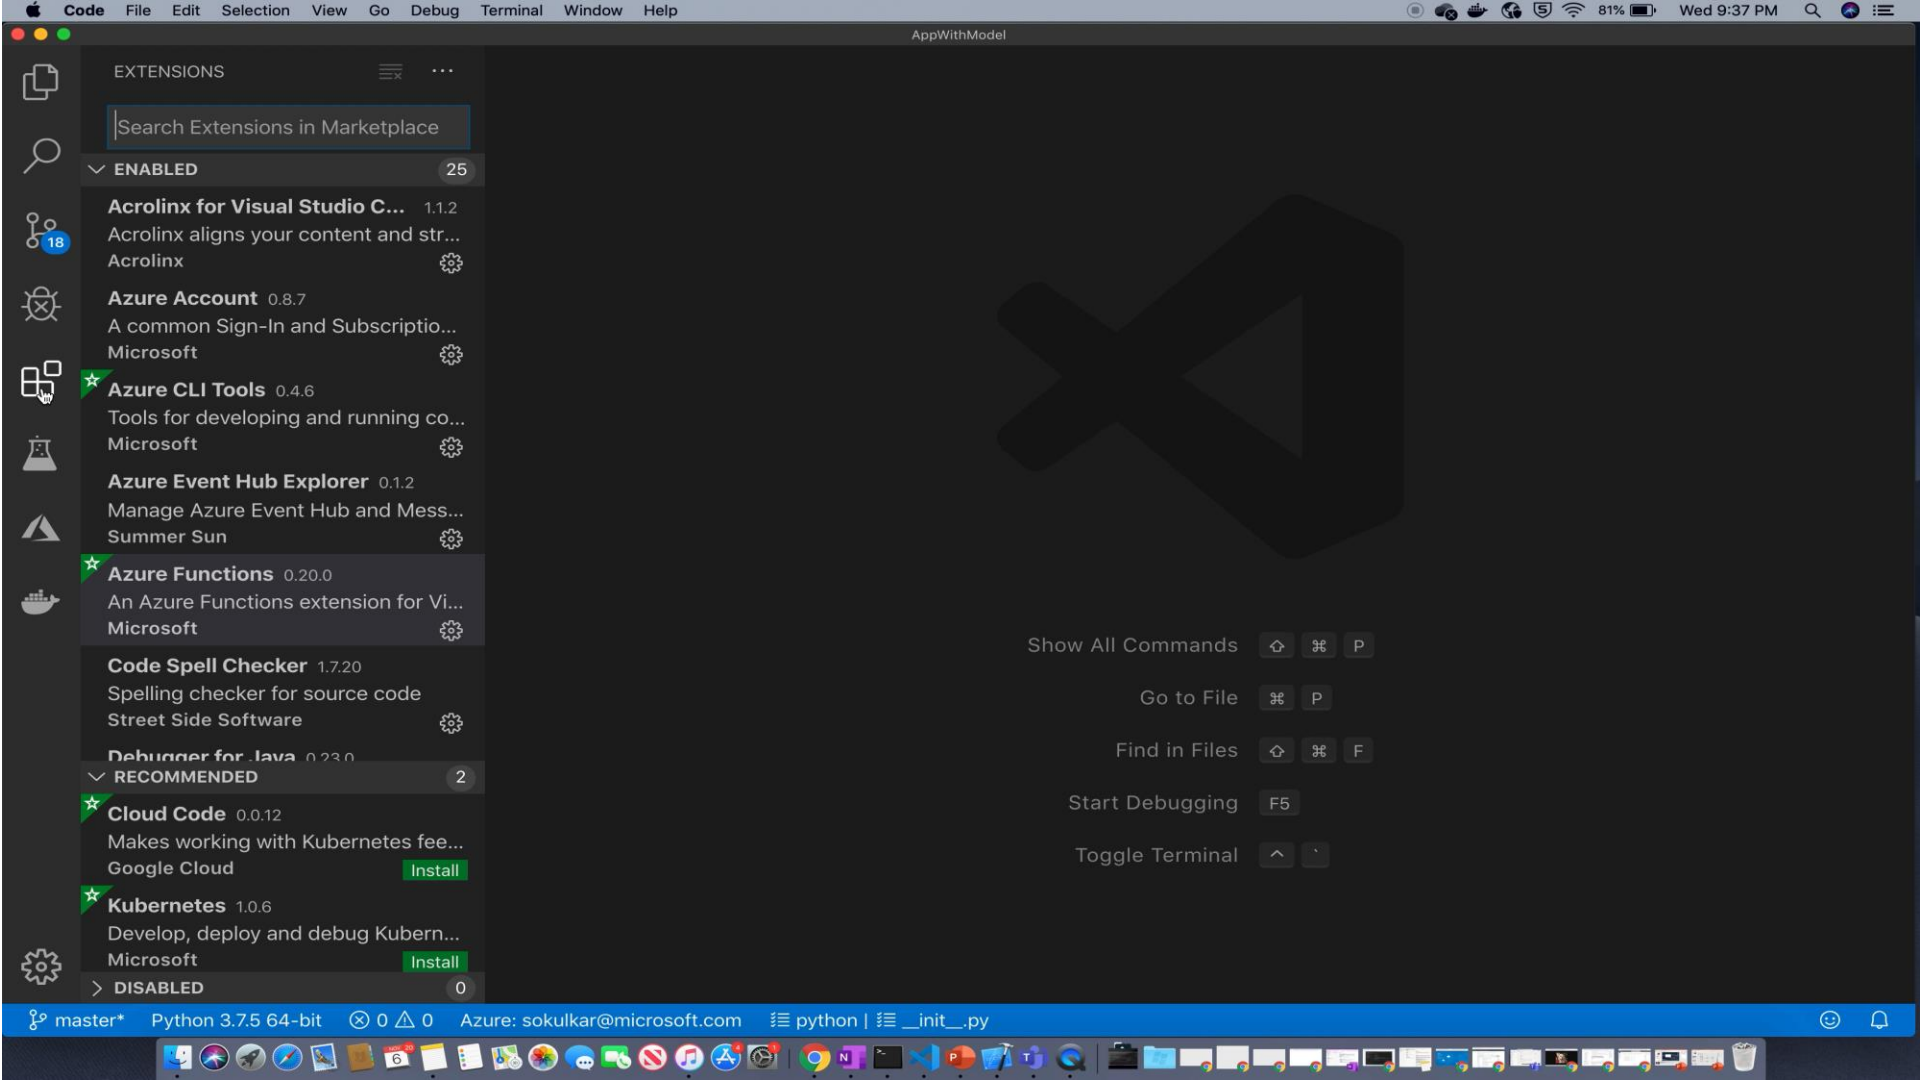 Code File Edit Selection View Go Debug Terminal Window Help
81% Wed 9:37 PM
AppWithModel
EXTENSIONS
Search Extensions in Marketplace
ENABLED 25
18
Acrolinx for Visual Studio C... 1.1.2
Acrolinx aligns your content and str...
Acrolinx
Azure Account 0.8.7
A common Sign-In and Subscriptio...
Microsoft
Azure CLI Tools 0.4.6
Tools for developing and running co...
Microsoft
Azure Event Hub Explorer 0.1.2
Manage Azure Event Hub and Mess...
Summer Sun
Azure Functions 0.20.0
An Azure Functions extension for Vi...
Microsoft
Code Spell Checker 1.7.20
Spelling checker for source code
Street Side Software
Debugger for Java 0.23.0
RECOMMENDED 2
Cloud Code 0.0.12
Makes working with Kubernetes fee...
Google Cloud Install
Kubernetes 1.0.6
Develop, deploy and debug Kubern...
Microsoft Install
DISABLED 0
Show All Commands ⇧ ⌘ P
Go to File ⌘ P
Find in Files ⇧ ⌘ F
Start Debugging F5
Toggle Terminal ^ `
master* Python 3.7.5 64-bit 0 0 Azure: sokulkar@microsoft.com python | __init__.py
6